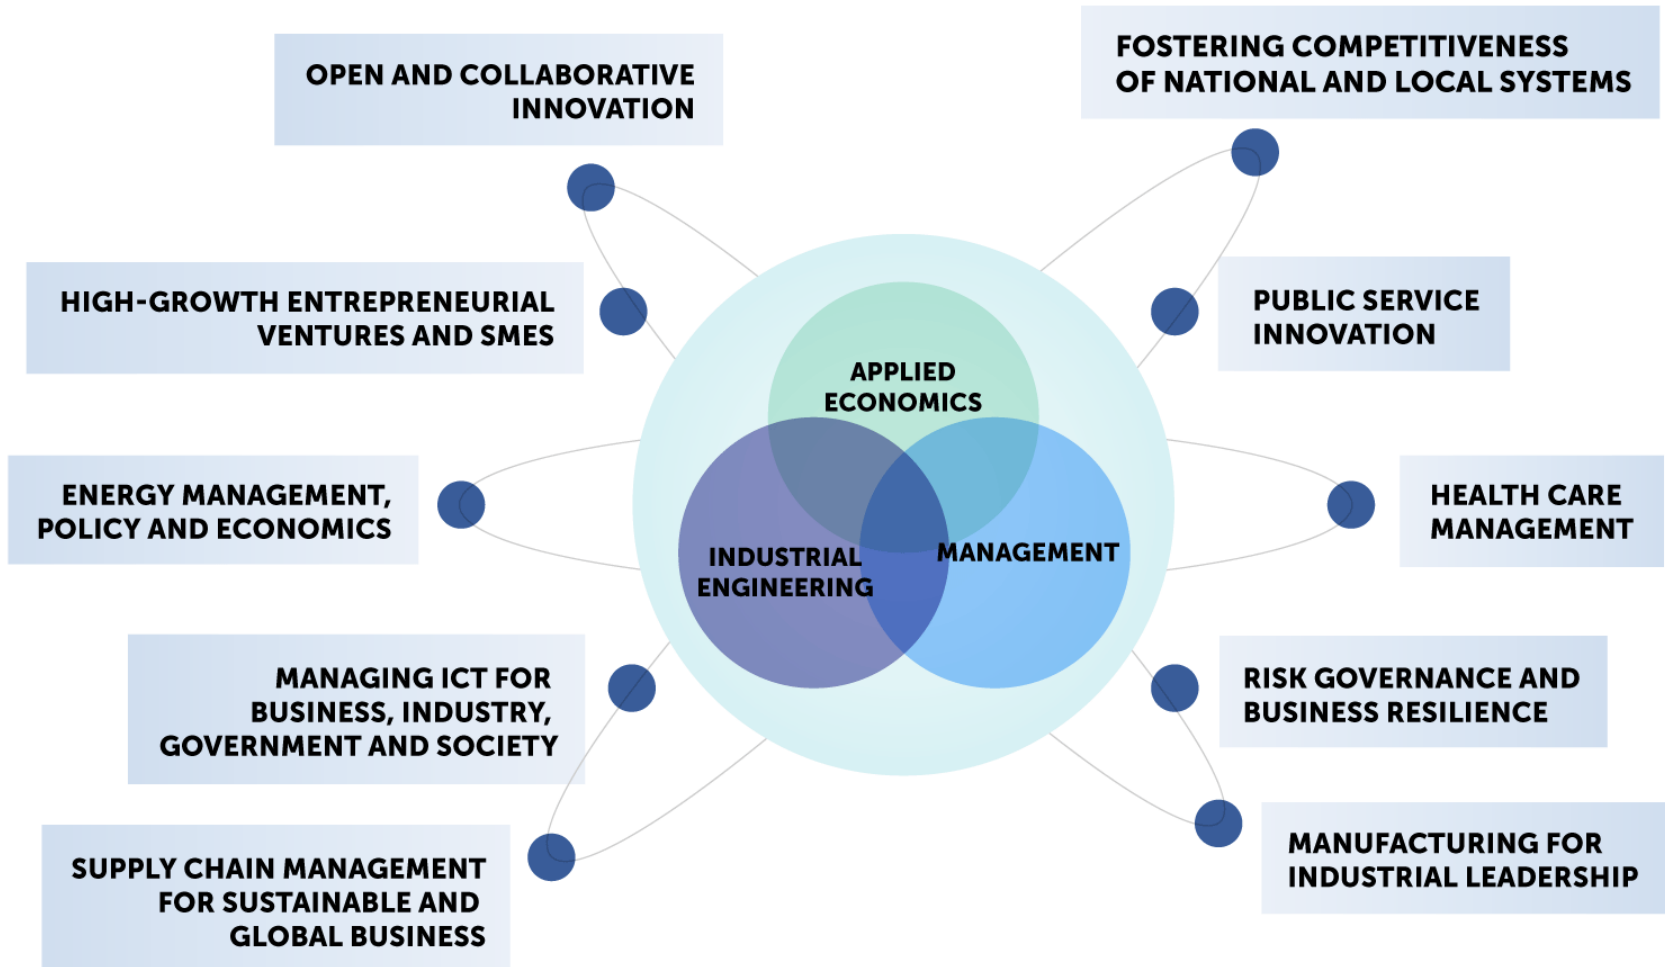 OPEN AND COLLABORATIVE
INNOVATION
FOSTERING COMPETITIVENESS
OF NATIONAL AND LOCAL SYSTEMS
HIGH-GROWTH ENTREPRENEURIAL
VENTURES AND SMES
PUBLIC SERVICE
INNOVATION
APPLIED
ECONOMICS
ENERGY MANAGEMENT,
POLICY AND ECONOMICS
HEALTH CARE
MANAGEMENT
INDUSTRIAL
ENGINEERING
MANAGEMENT
MANAGING ICT FOR
BUSINESS, INDUSTRY,
GOVERNMENT AND SOCIETY
RISK GOVERNANCE AND
BUSINESS RESILIENCE
SUPPLY CHAIN MANAGEMENT
FOR SUSTAINABLE AND
GLOBAL BUSINESS
MANUFACTURING FOR
INDUSTRIAL LEADERSHIP